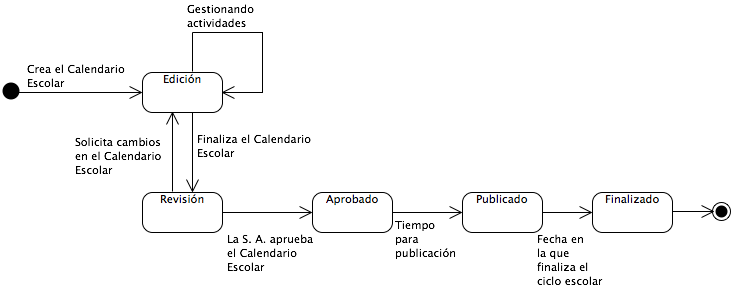 Gestionando
actividades
Crea el Calendario
Escolar
Edición
Solicita cambios
en el Calendario
Escolar
Finaliza el Calendario
Escolar
Revisión
Aprobado
Publicado
Finalizado
La S. A. aprueba
el Calendario
Escolar
Tiempo
para
publicación
Fecha en
la que
finaliza el
ciclo escolar